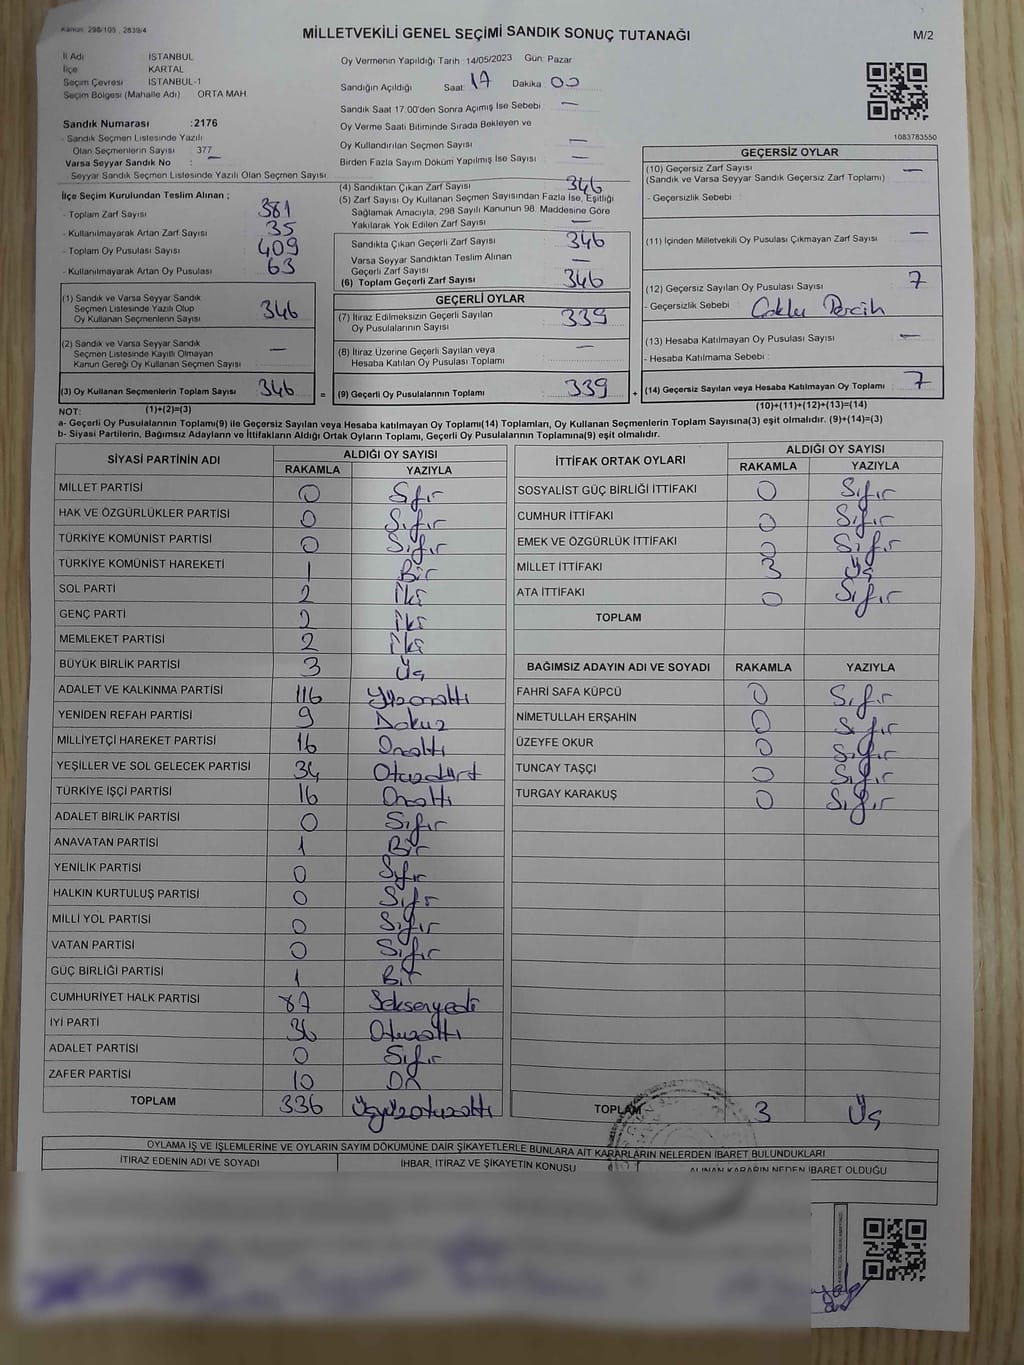 Kanun: 298/105, 2839/4
MİLLETVEKİLİ GENEL SEÇİMİ SANDIK SONUÇ TUTANAĞI
M/2
İl Adı İSTANBUL
İlçe KARTAL
Seçim Çevresi İSTANBUL-1
Seçim Bölgesi (Mahalle Adı) ORTA MAH.
Sandık Numarası :2176
- Sandık Seçmen Listesinde Yazılı
Olan Seçmenlerin Sayısı 377
Varsa Seyyar Sandık No : —
- Seyyar Sandık Seçmen Listesinde Yazılı Olan Seçmen Sayısı
Oy Vermenin Yapıldığı Tarih :14/05/2023 Gün: Pazar
Sandığın Açıldığı Saat: 17 Dakika: 00
Sandık Saat 17:00'den Sonra Açılmış İse Sebebi : —
Oy Verme Saati Bitiminde Sırada Bekleyen ve
Oy Kullandırılan Seçmen Sayısı : —
Birden Fazla Sayım Döküm Yapılmış İse Sayısı : —
1083783550
İlçe Seçim Kurulundan Teslim Alınan ;
- Toplam Zarf Sayısı 381
- Kullanılmayarak Artan Zarf Sayısı 35
- Toplam Oy Pusulası Sayısı 409
- Kullanılmayarak Artan Oy Pusulası 63
(1) Sandık ve Varsa Seyyar Sandık
Seçmen Listesinde Yazılı Olup
Oy Kullanan Seçmenlerin Sayısı 346
(2) Sandık ve Varsa Seyyar Sandık
Seçmen Listesinde Kayıtlı Olmayan
Kanun Gereği Oy Kullanan Seçmen Sayısı —
(3) Oy Kullanan Seçmenlerin Toplam Sayısı 346 =
(4) Sandıktan Çıkan Zarf Sayısı 346
(5) Zarf Sayısı Oy Kullanan Seçmen Sayısından Fazla İse, Eşitliği
Sağlamak Amacıyla, 298 Sayılı Kanunun 98. Maddesine Göre
Yakılarak Yok Edilen Zarf Sayısı —
Sandıkta Çıkan Geçerli Zarf Sayısı 346
Varsa Seyyar Sandıktan Teslim Alınan
Geçerli Zarf Sayısı —
(6) Toplam Geçerli Zarf Sayısı 346
GEÇERLİ OYLAR
(7) İtiraz Edilmeksizin Geçerli Sayılan
Oy Pusulalarının Sayısı 339
(8) İtiraz Üzerine Geçerli Sayılan veya
Hesaba Katılan Oy Pusulası Toplamı —
(9) Geçerli Oy Pusulalarının Toplamı 339 +
GEÇERSİZ OYLAR
(10) Geçersiz Zarf Sayısı —
(Sandık ve Varsa Seyyar Sandık Geçersiz Zarf Toplamı)
- Geçersizlik Sebebi :
(11) İçinden Milletvekili Oy Pusulası Çıkmayan Zarf Sayısı —
(12) Geçersiz Sayılan Oy Pusulası Sayısı 7
- Geçersizlik Sebebi : Çoklu Tercih
(13) Hesaba Katılmayan Oy Pusulası Sayısı —
- Hesaba Katılmama Sebebi :
(14) Geçersiz Sayılan veya Hesaba Katılmayan Oy Toplamı 7
NOT: (1)+(2)=(3) (10)+(11)+(12)+(13)=(14)
a- Geçerli Oy Pusulalarının Toplamı(9) ile Geçersiz Sayılan veya Hesaba katılmayan Oy Toplamı(14) Toplamları, Oy Kullanan Seçmenlerin Toplam Sayısına(3) eşit olmalıdır. (9)+(14)=(3)
b- Siyasi Partilerin, Bağımsız Adayların ve İttifakların Aldığı Ortak Oyların Toplamı, Geçerli Oy Pusulalarının Toplamına(9) eşit olmalıdır.
SİYASİ PARTİNİN ADI ALDIĞI OY SAYISI
RAKAMLA YAZIYLA
MİLLET PARTİSİ 0 Sıfır
HAK VE ÖZGÜRLÜKLER PARTİSİ 0 Sıfır
TÜRKİYE KOMÜNİST PARTİSİ 0 Sıfır
TÜRKİYE KOMÜNİST HAREKETİ 1 Bir
SOL PARTİ 2 İki
GENÇ PARTİ 2 İki
MEMLEKET PARTİSİ 2 İki
BÜYÜK BİRLİK PARTİSİ 3 Üç
ADALET VE KALKINMA PARTİSİ 116 Yüzonaltı
YENİDEN REFAH PARTİSİ 9 Dokuz
MİLLİYETÇİ HAREKET PARTİSİ 16 Onaltı
YEŞİLLER VE SOL GELECEK PARTİSİ 34 Otuzdört
TÜRKİYE İŞÇİ PARTİSİ 16 Onaltı
ADALET BİRLİK PARTİSİ 0 Sıfır
ANAVATAN PARTİSİ 1 Bir
YENİLİK PARTİSİ 0 Sıfır
HALKIN KURTULUŞ PARTİSİ 0 Sıfır
MİLLİ YOL PARTİSİ 0 Sıfır
VATAN PARTİSİ 0 Sıfır
GÜÇ BİRLİĞİ PARTİSİ 1 Bir
CUMHURİYET HALK PARTİSİ 87 Seksenyedi
İYİ PARTİ 36 Otuzaltı
ADALET PARTİSİ 0 Sıfır
ZAFER PARTİSİ 10 On
TOPLAM 336 Üçyüzotuzaltı
İTTİFAK ORTAK OYLARI ALDIĞI OY SAYISI
RAKAMLA YAZIYLA
SOSYALİST GÜÇ BİRLİĞİ İTTİFAKI 0 Sıfır
CUMHUR İTTİFAKI 0 Sıfır
EMEK VE ÖZGÜRLÜK İTTİFAKI 0 Sıfır
MİLLET İTTİFAKI 3 Üç
ATA İTTİFAKI 0 Sıfır
TOPLAM
BAĞIMSIZ ADAYIN ADI VE SOYADI RAKAMLA YAZIYLA
FAHRİ SAFA KÜPCÜ 0 Sıfır
NİMETULLAH ERŞAHİN 0 Sıfır
ÜZEYFE OKUR 0 Sıfır
TUNCAY TAŞÇI 0 Sıfır
TURGAY KARAKUŞ 0 Sıfır
TOPLAM 3 Üç
OYLAMA İŞ VE İŞLEMLERİNE VE OYLARIN SAYIM DÖKÜMÜNE DAİR ŞİKAYETLERLE BUNLARA AİT KARARLARIN NELERDEN İBARET BULUNDUKLARI
İTİRAZ EDENİN ADI VE SOYADI İHBAR, İTİRAZ VE ŞİKAYETİN KONUSU ALINAN KARARIN NEDEN İBARET OLDUĞU